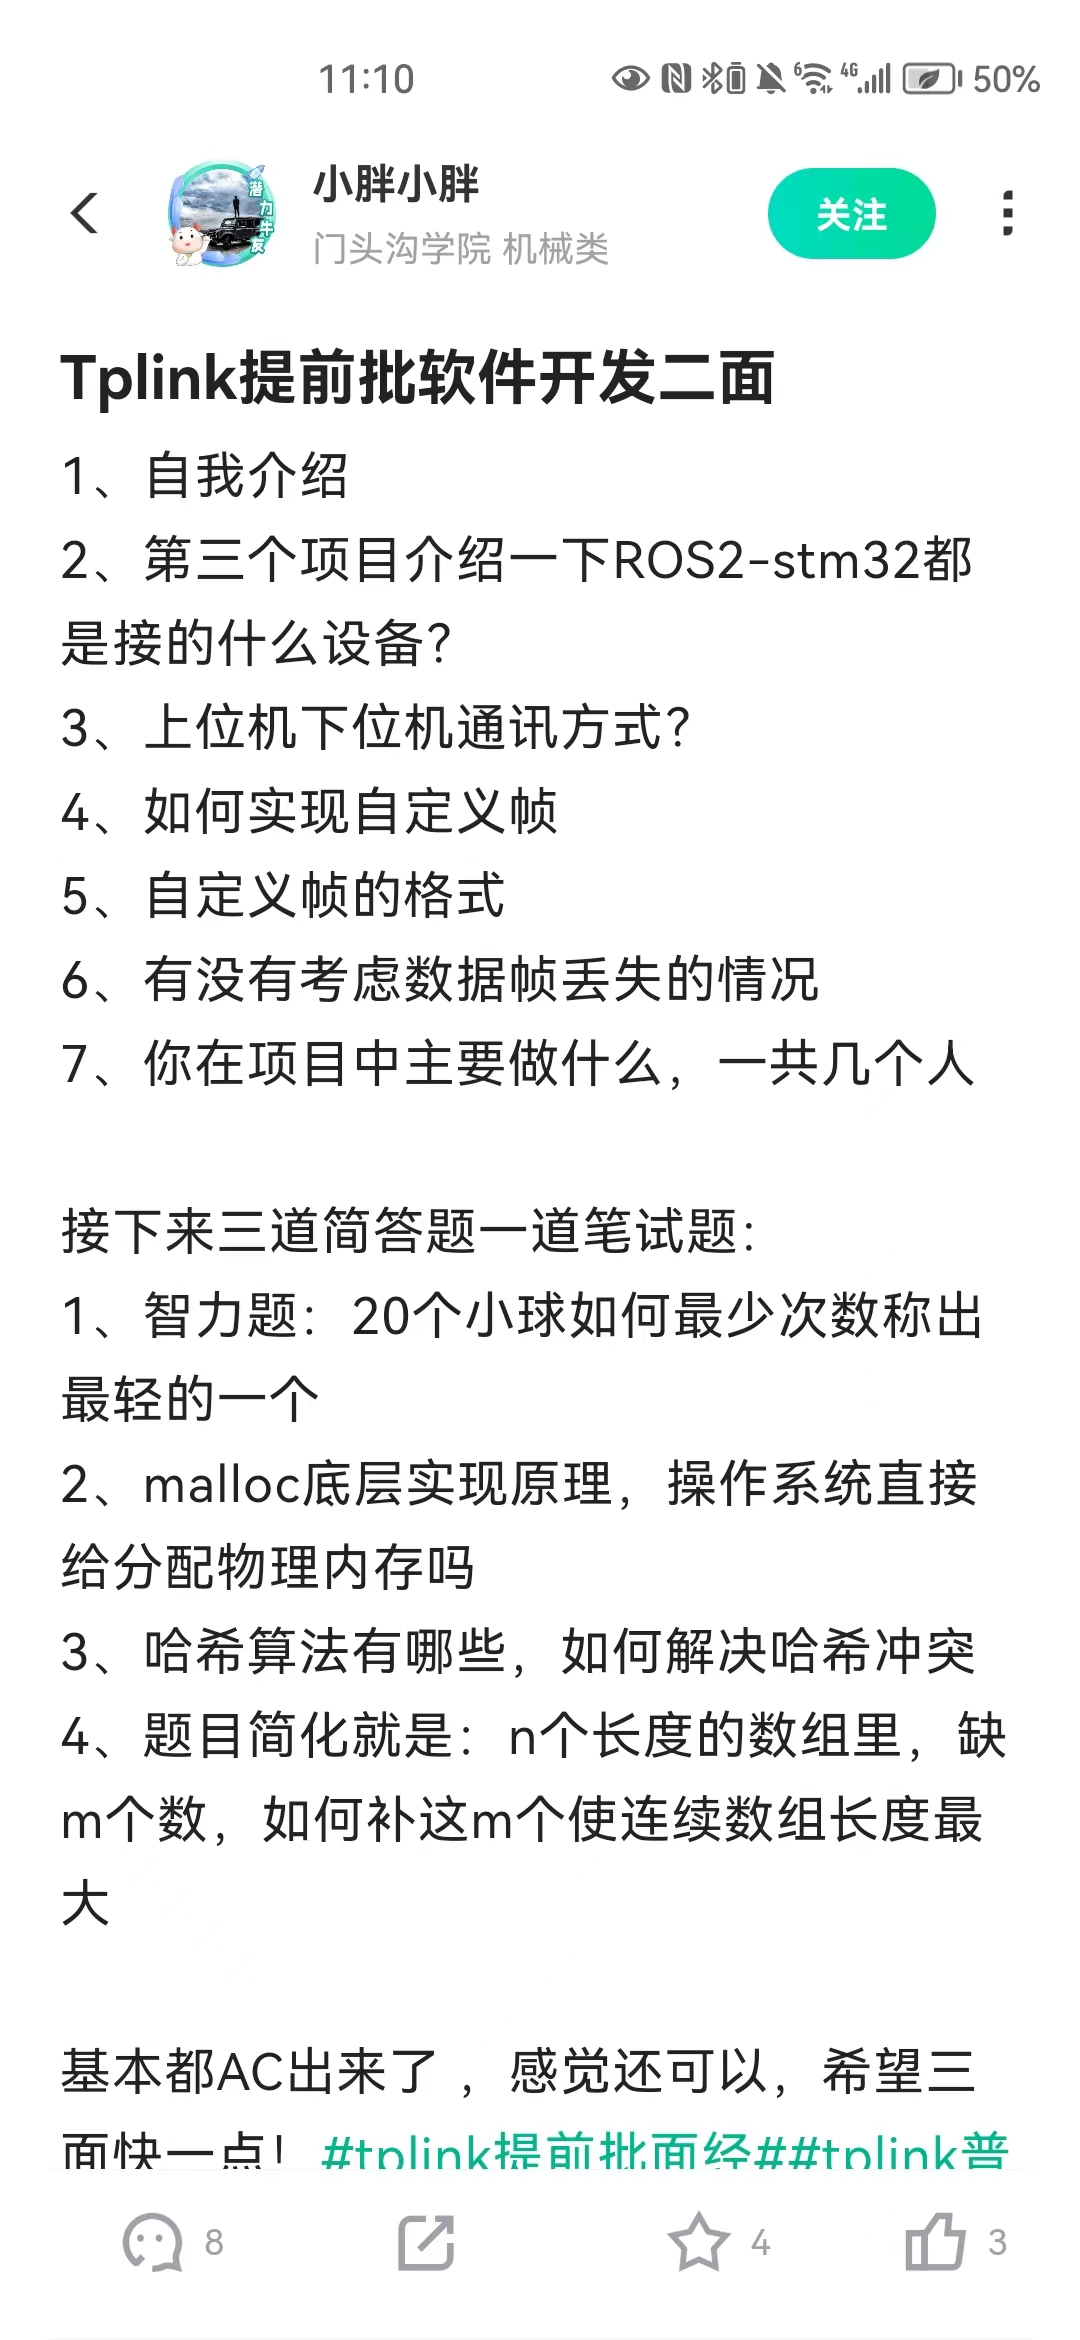 11:10
6
4G
50%
小胖小胖
门头沟学院 机械类
潜力牛友
关注
Tplink提前批软件开发二面
1、自我介绍
2、第三个项目介绍一下ROS2-stm32都
是接的什么设备？
3、上位机下位机通讯方式？
4、如何实现自定义帧
5、自定义帧的格式
6、有没有考虑数据帧丢失的情况
7、你在项目中主要做什么，一共几个人
接下来三道简答题一道笔试题：
1、智力题：20个小球如何最少次数称出
最轻的一个
2、malloc底层实现原理，操作系统直接
给分配物理内存吗
3、哈希算法有哪些，如何解决哈希冲突
4、题目简化就是：n个长度的数组里，缺
m个数，如何补这m个使连续数组长度最
大
基本都AC出来了 ，感觉还可以，希望三
面快一点！#tplink提前批面经##tplink普
8
4
3